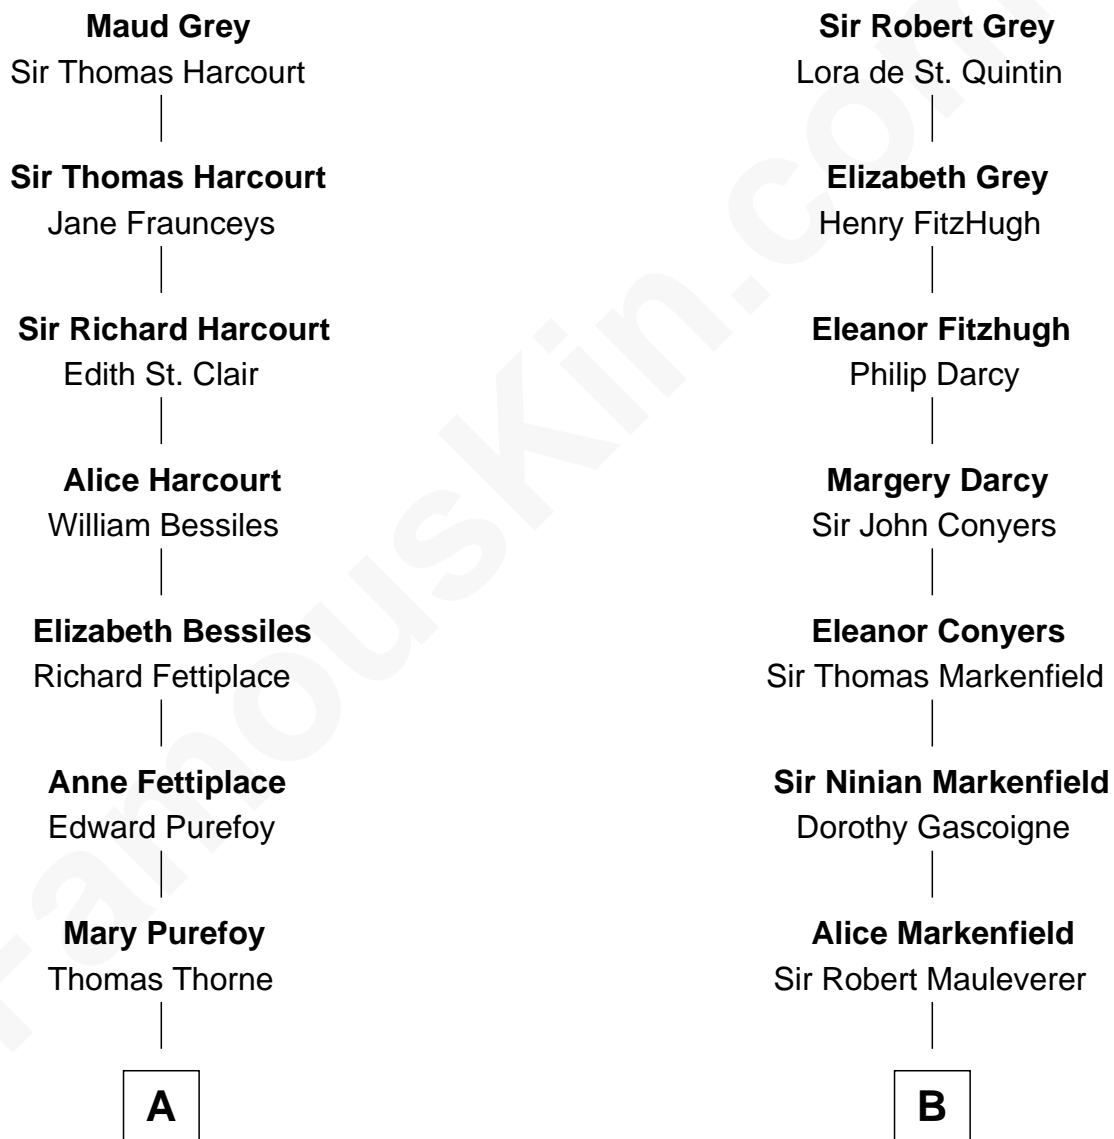 Maud Grey
Sir Thomas Harcourt
Sir Thomas Harcourt
Jane Fraunceys
Sir Richard Harcourt
Edith St. Clair
Alice Harcourt
William Bessiles
Elizabeth Bessiles
Richard Fettiplace
Anne Fettiplace
Edward Purefoy
Mary Purefoy
Thomas Thorne
A
Sir Robert Grey
Lora de St. Quintin
Elizabeth Grey
Henry FitzHugh
Eleanor Fitzhugh
Philip Darcy
Margery Darcy
Sir John Conyers
Eleanor Conyers
Sir Thomas Markenfield
Sir Ninian Markenfield
Dorothy Gascoigne
Alice Markenfield
Sir Robert Mauleverer
B
FamousKin.com